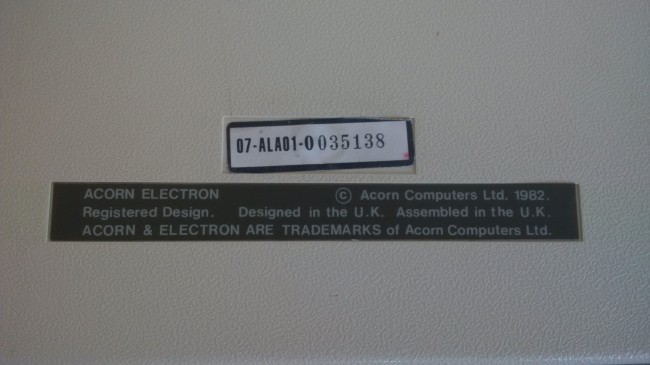 07-ALA01-0035138
ACORN ELECTRON © Acorn Computers Ltd. 1982.
Registered Design. Designed in the U.K. Assembled in the U.K.
ACORN & ELECTRON ARE TRADEMARKS of Acorn Computers Ltd.